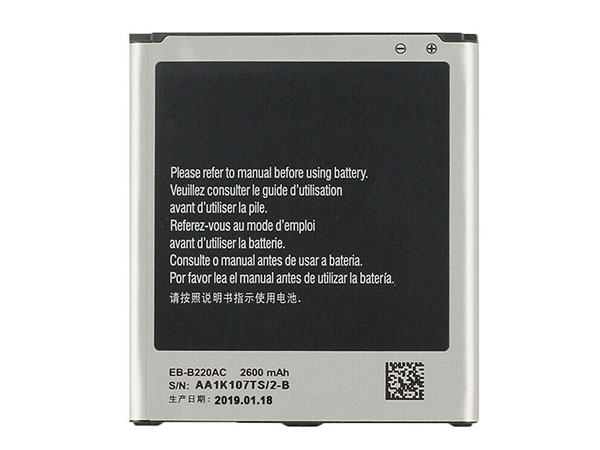 ⊖ ⊕
Please refer to manual before using battery.
Veuillez consulter le guide d'utilisation
avant d'utiliser la pile.
Referez-vous au mode d'emploi
avant d'utiliser la batterie.
Consulte o manual antes de usar a bateria.
Por favor lea el manual antes de utilizar la batería.
请按照说明书指示使用电池.
EB-B220AC 2600 mAh
S/N: AA1K107TS/2-B
生产日期: 2019.01.18